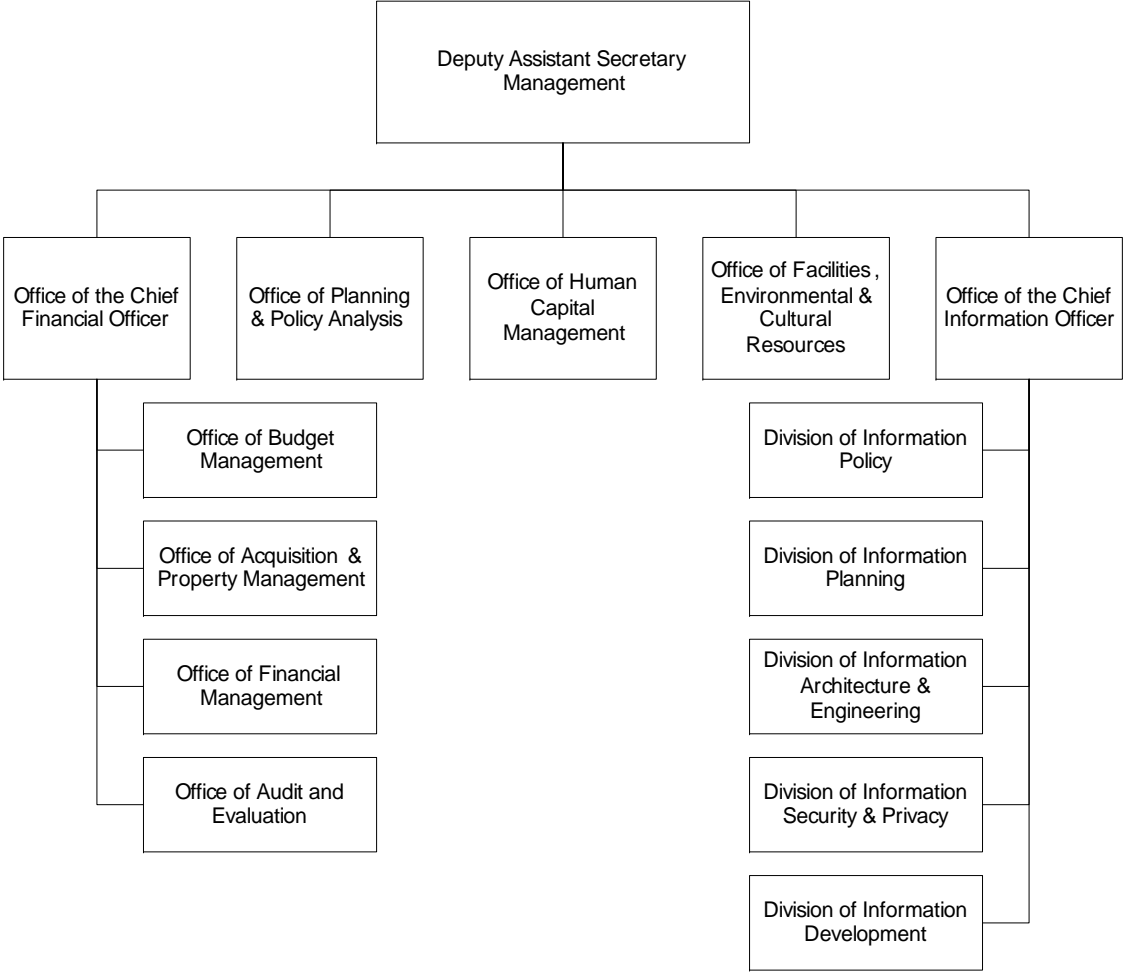 Deputy Assistant Secretary
Management
Office of the Chief
Financial Officer
Office of Planning
& Policy Analysis
Office of Human
Capital
Management
Office of Facilities,
Environmental &
Cultural
Resources
Office of the Chief
Information Officer
Office of Budget
Management
Office of Acquisition &
Property Management
Office of Financial
Management
Office of Audit and
Evaluation
Division of Information
Policy
Division of Information
Planning
Division of Information
Architecture &
Engineering
Division of Information
Security & Privacy
Division of Information
Development